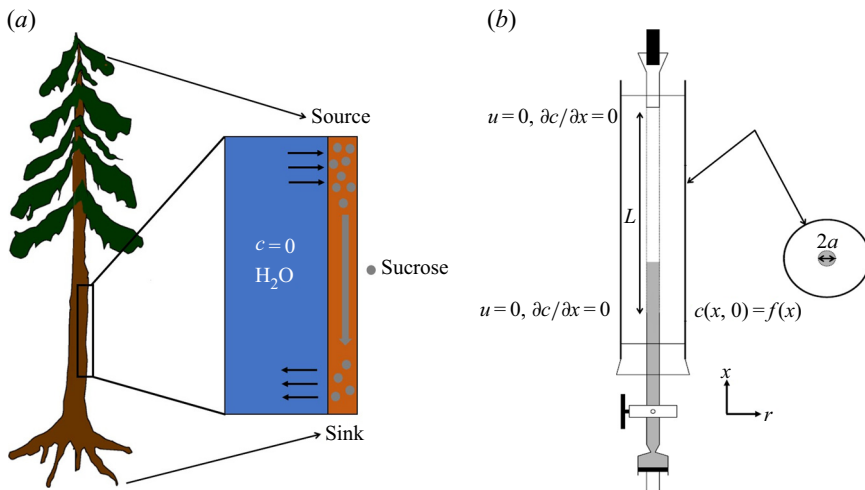 (a)
Source
c = 0
H₂O
Sucrose
Sink
(b)
u = 0, ∂c/∂x = 0
L
2a
u = 0, ∂c/∂x = 0
c(x, 0) = f(x)
x
r